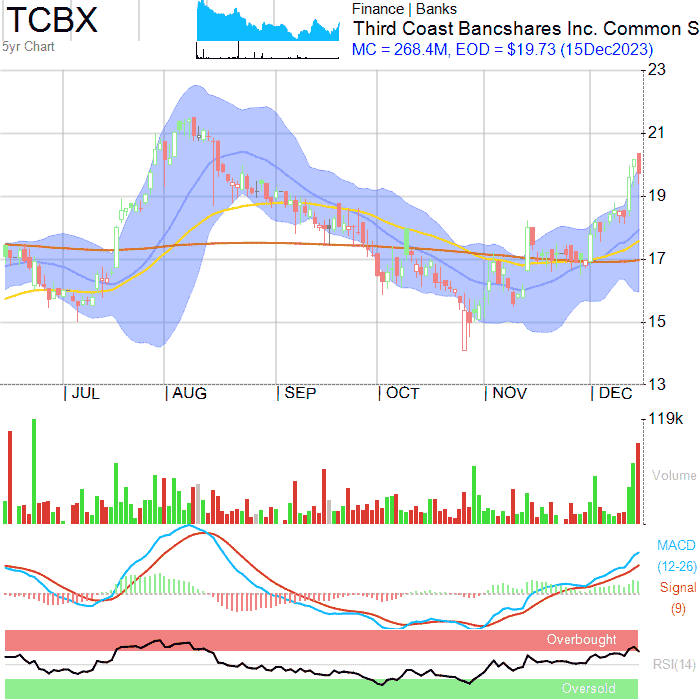 TCBX
5yr Chart
Finance | Banks
Third Coast Bancshares Inc. Common S
MC = 268.4M, EOD = $19.73 (15Dec2023)
23
21
19
17
15
13
JUL AUG SEP OCT NOV DEC
119k
Volume
MACD
(12-26)
Signal
(9)
Overbought
RSI(14)
Oversold